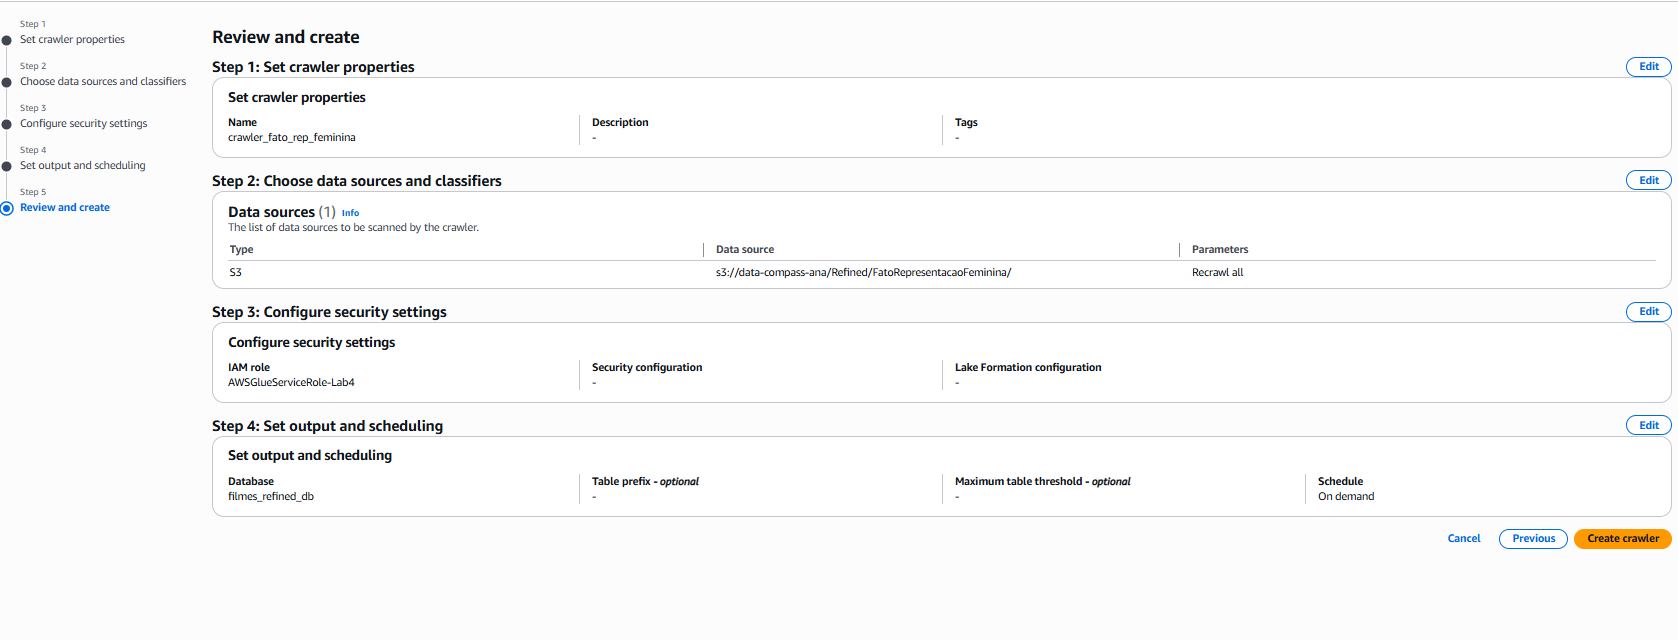 Step 1
Set crawler properties
Step 2
Choose data sources and classifiers
Step 3
Configure security settings
Step 4
Set output and scheduling
Step 5
Review and create
Review and create
Step 1: Set crawler properties
Edit
Set crawler properties
Name
crawler_fato_rep_feminina
Description
-
Tags
-
Step 2: Choose data sources and classifiers
Edit
Data sources (1) Info
The list of data sources to be scanned by the crawler.
Type Data source Parameters
S3 s3://data-compass-ana/Refined/FatoRepresentacaoFeminina/ Recrawl all
Step 3: Configure security settings
Edit
Configure security settings
IAM role
AWSGlueServiceRole-Lab4
Security configuration
-
Lake Formation configuration
-
Step 4: Set output and scheduling
Edit
Set output and scheduling
Database
filmes_refined_db
Table prefix - optional
-
Maximum table threshold - optional
-
Schedule
On demand
Cancel Previous Create crawler